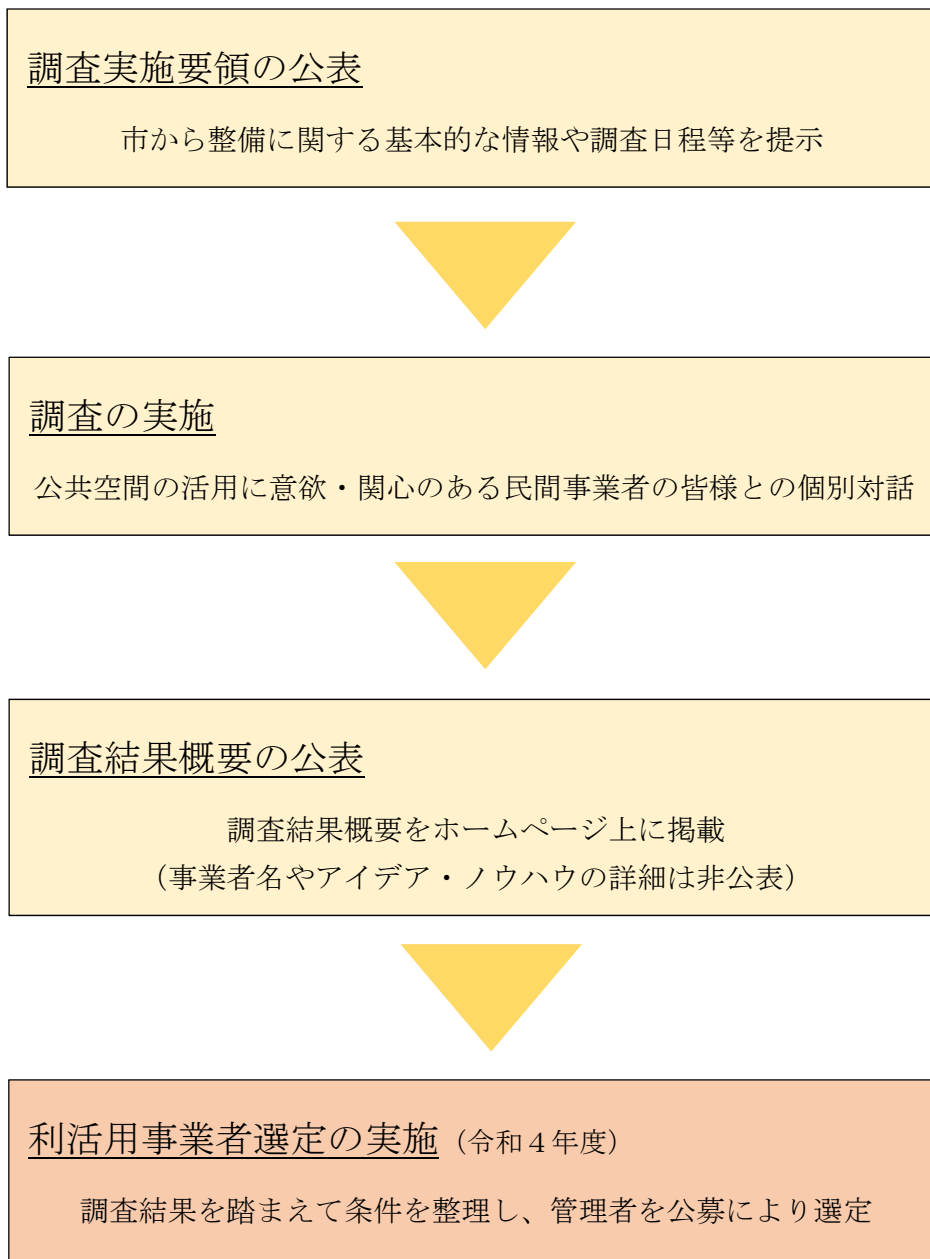 調査実施要領の公表
市から整備に関する基本的な情報や調査日程等を提示
調査の実施
公共空間の活用に意欲・関心のある民間事業者の皆様との個別対話
調査結果概要の公表
調査結果概要をホームページ上に掲載
（事業者名やアイデア・ノウハウの詳細は非公表）
利活用事業者選定の実施（令和４年度）
調査結果を踏まえて条件を整理し、管理者を公募により選定